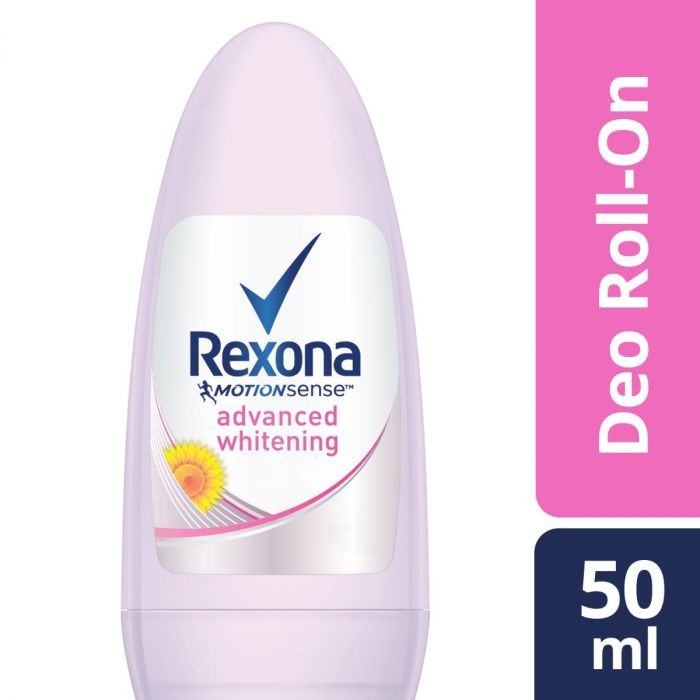 Rexona
MOTIONsense™
advanced
whitening
Deo Roll-On
50
ml